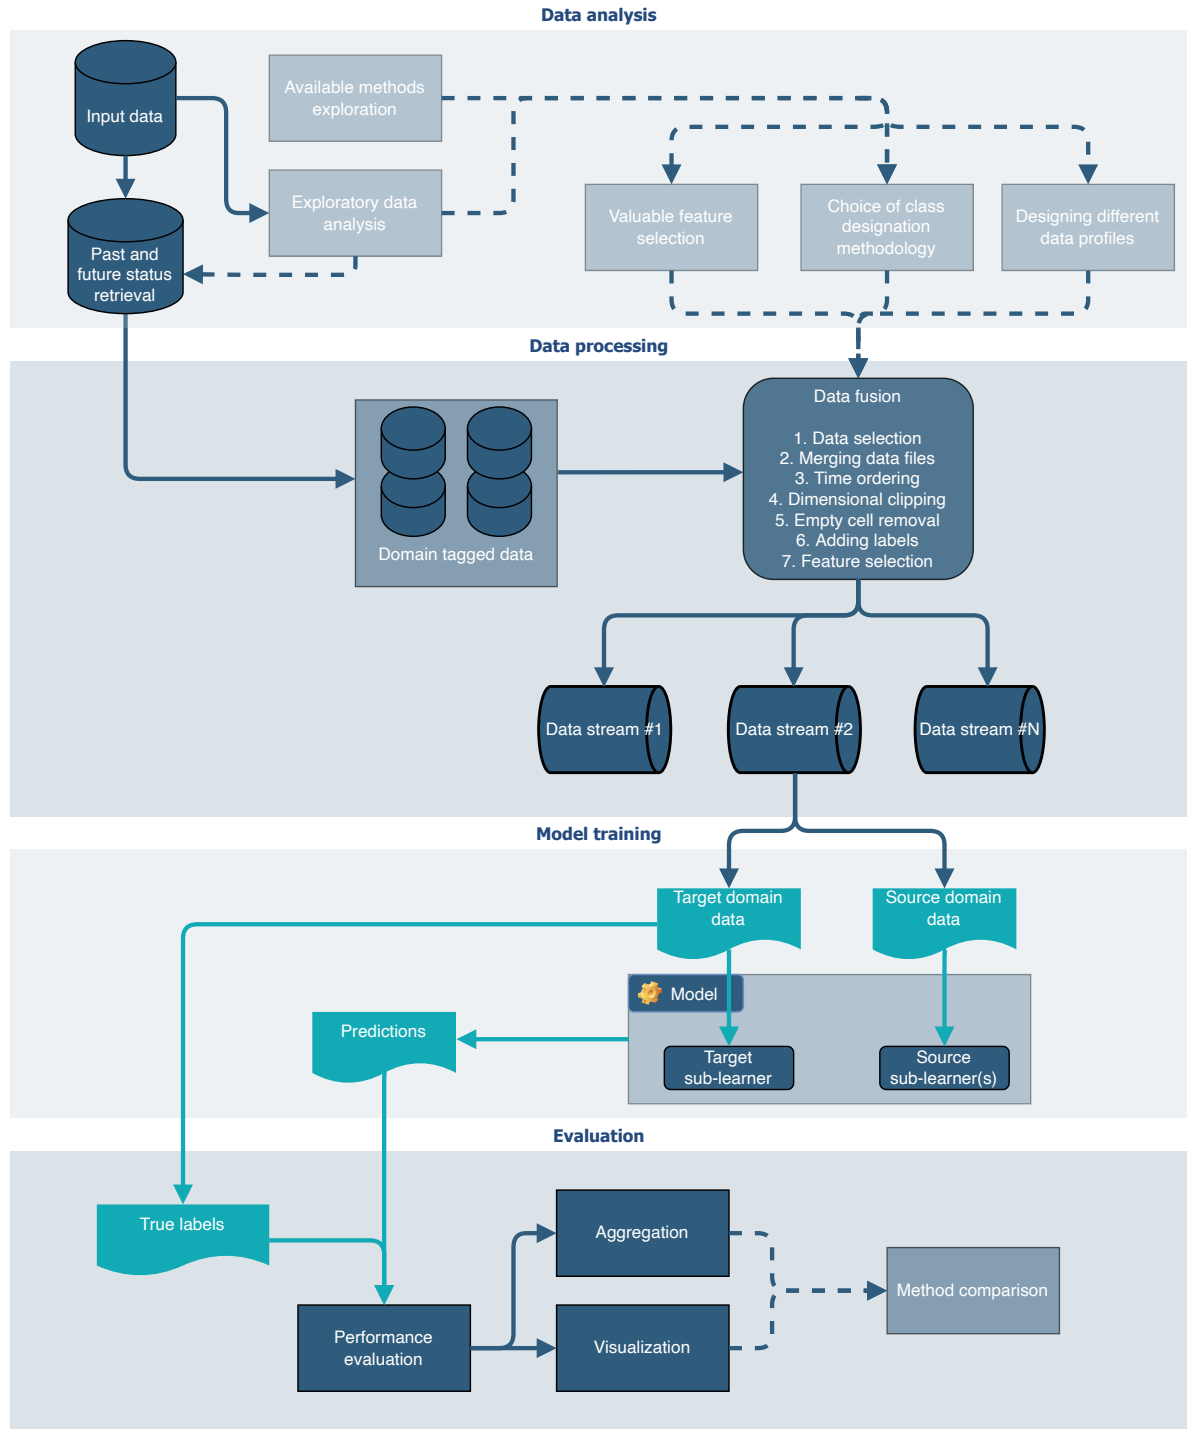 Data analysis
Input data
Available methods
exploration
Exploratory data
analysis
Past and
future status
retrieval
Valuable feature
selection
Choice of class
designation
methodology
Designing different
data profiles
Data processing
Domain tagged data
Data fusion
1. Data selection
2. Merging data files
3. Time ordering
4. Dimensional clipping
5. Empty cell removal
6. Adding labels
7. Feature selection
Data stream #1
Data stream #2
Data stream #N
Model training
Target domain
data
Source domain
data
Model
Target
sub-learner
Source
sub-learner(s)
Predictions
Evaluation
True labels
Performance
evaluation
Aggregation
Visualization
Method comparison